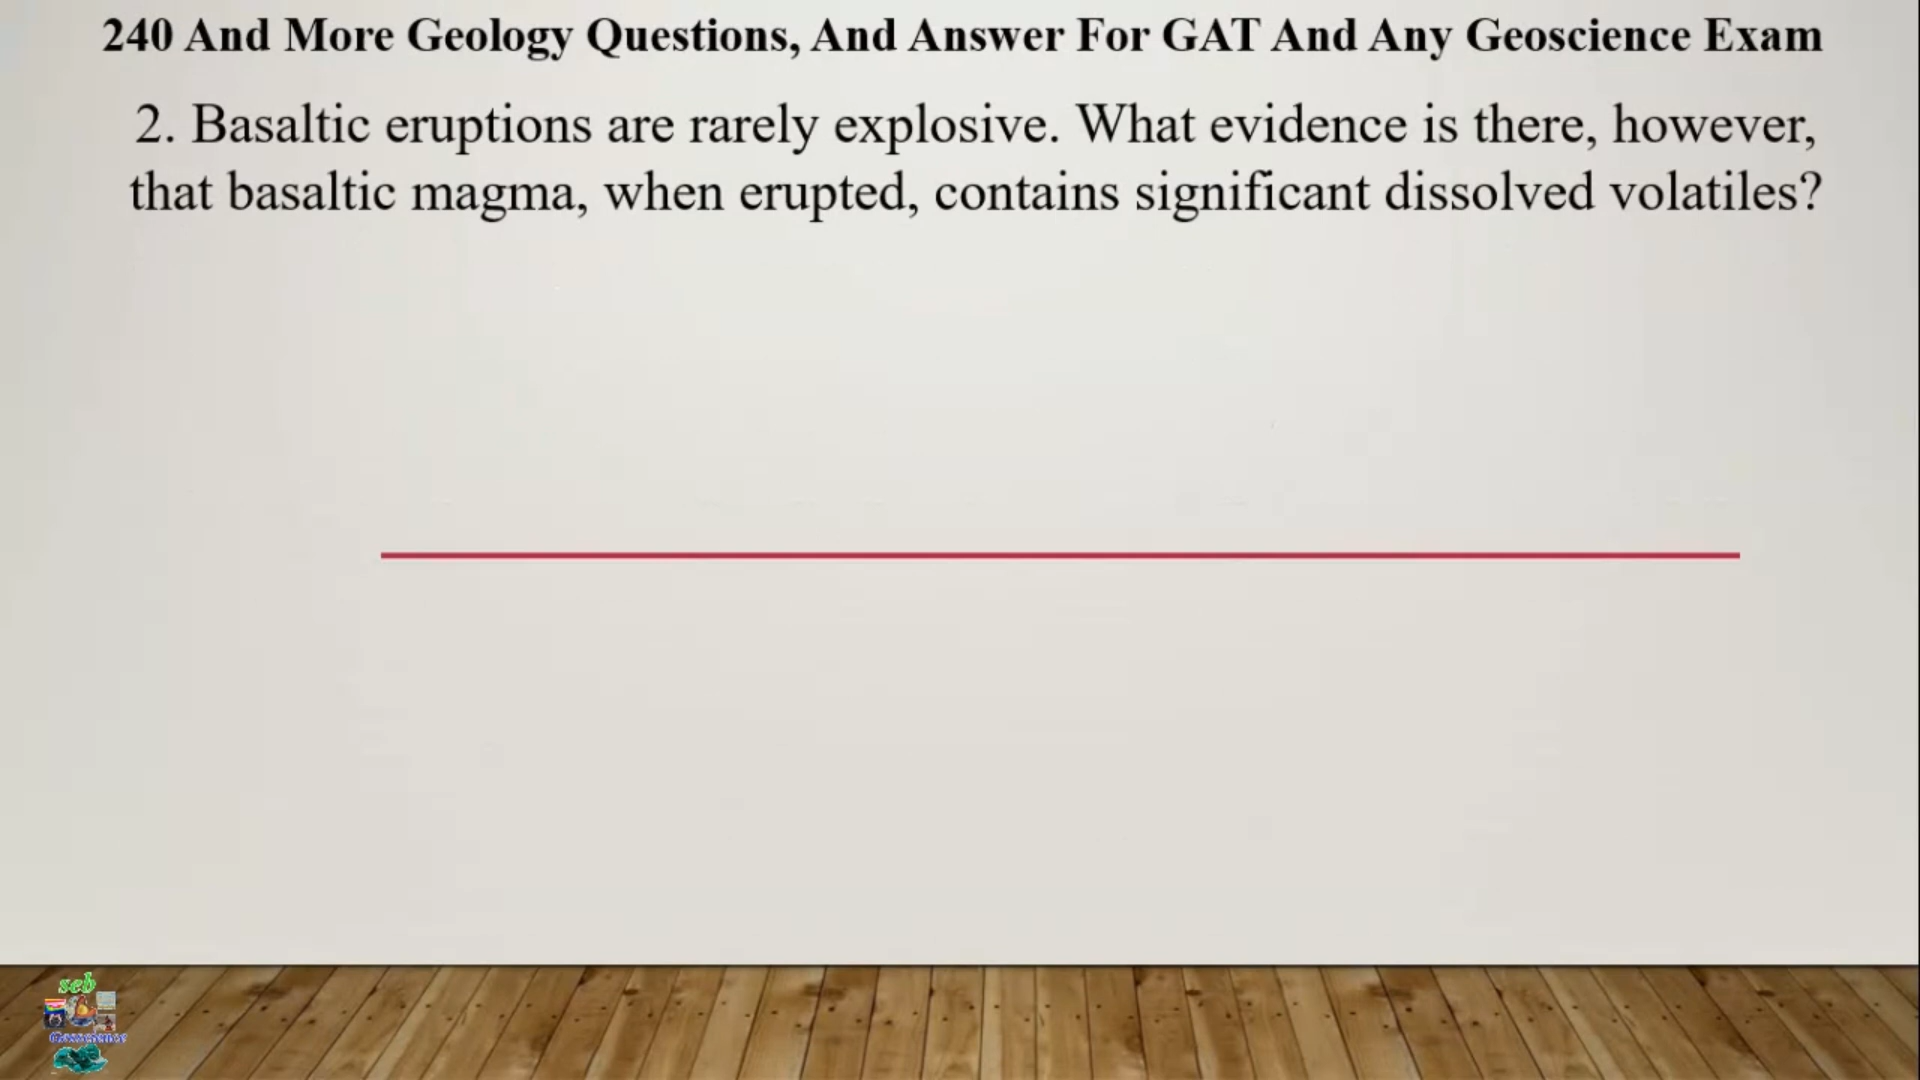 240 And More Geology Questions, And Answer For GAT And Any Geoscience Exam
2. Basaltic eruptions are rarely explosive. What evidence is there, however,
that basaltic magma, when erupted, contains significant dissolved volatiles?
seb
Geoscience